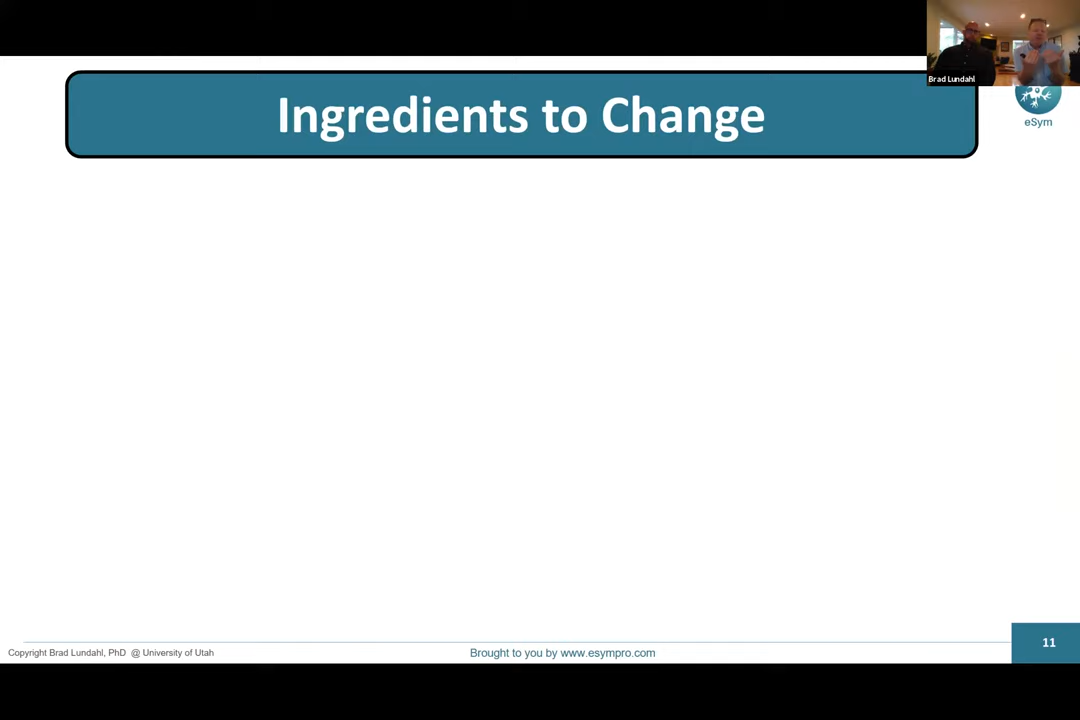 Brad Lundahl
Ingredients to Change
eSym
Copyright Brad Lundahl, PhD @ University of Utah
Brought to you by www.esympro.com
11